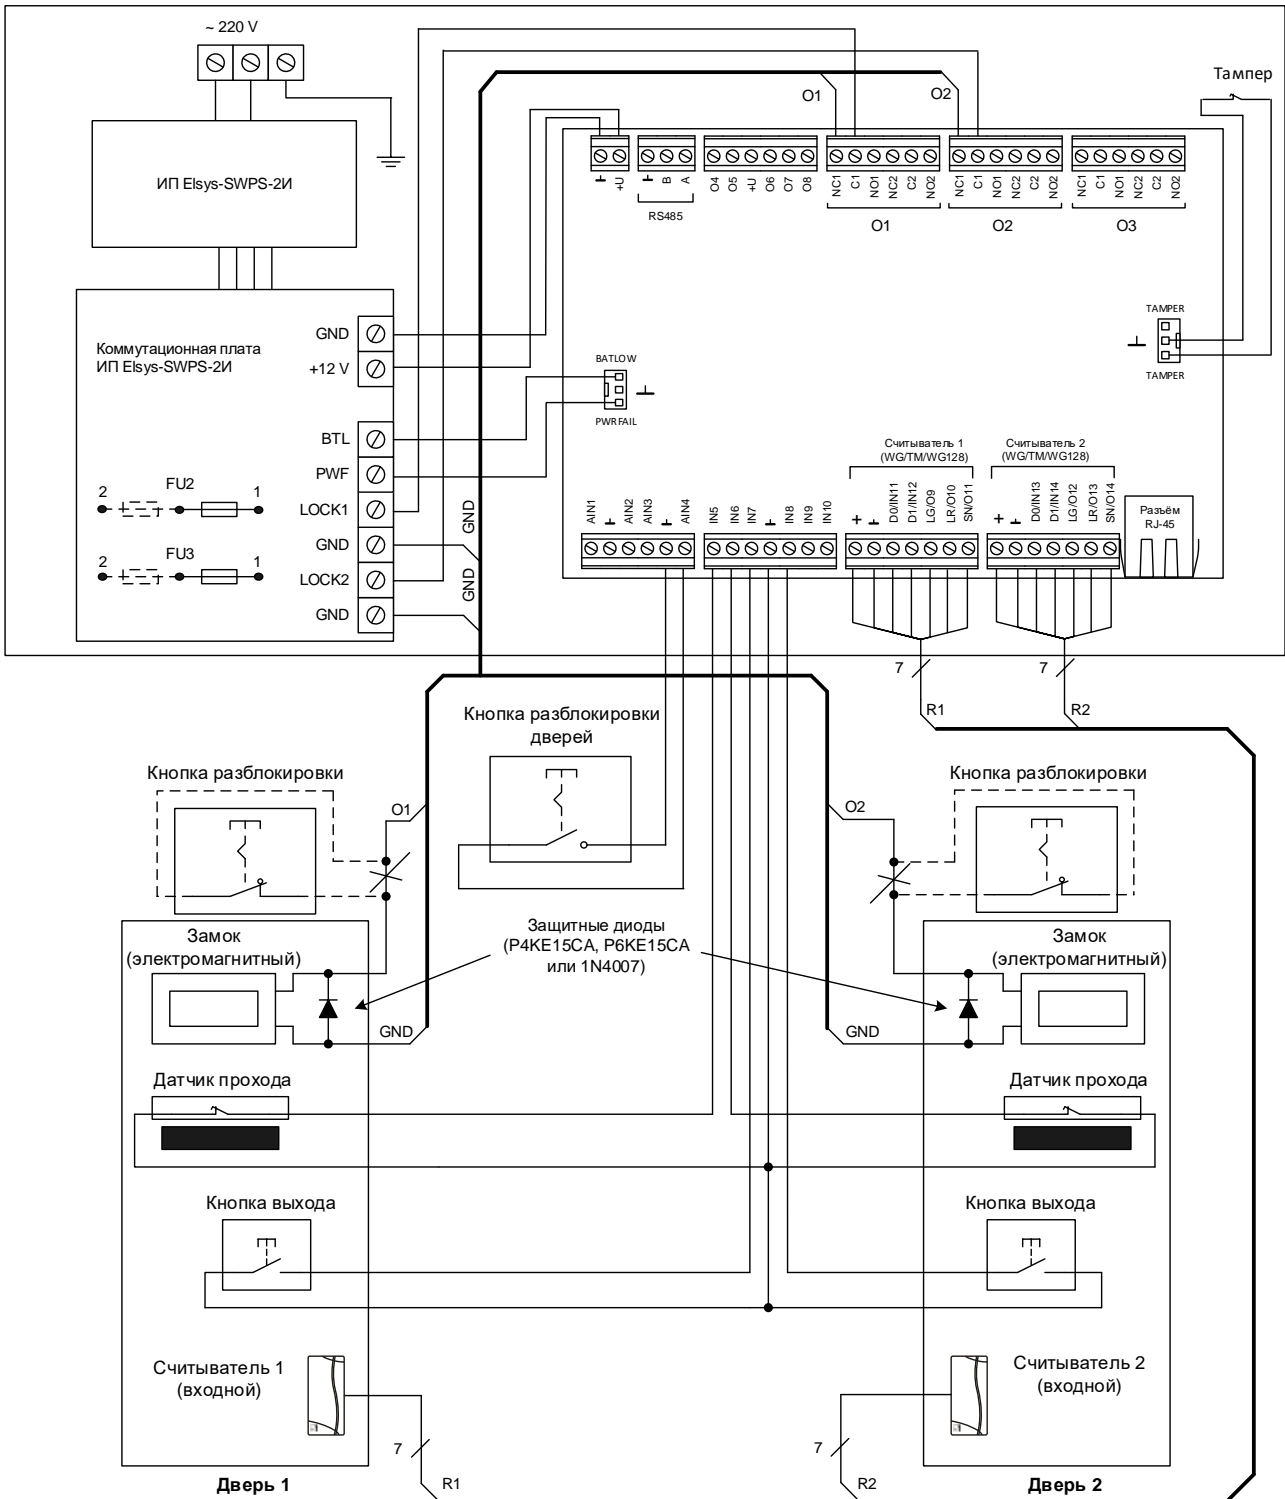 ~ 220 V
Тампер
O1
O2
ИП Elsys-SWPS-2И
+U
B
A
RS485
O4
O5
+U
O6
O7
O8
NC1
C1
NO1
NC2
C2
NO2
O1
NC1
C1
NO1
NC2
C2
NO2
O2
NC1
C1
NO1
NC2
C2
NO2
O3
Коммутационная плата
ИП Elsys-SWPS-2И
GND
+12 V
BTL
PWF
LOCK1
GND
LOCK2
GND
2
FU2
1
2
FU3
1
GND
GND
BATLOW
PWRFAIL
TAMPER
TAMPER
Считыватель 1
(WG/TM/WG128)
Считыватель 2
(WG/TM/WG128)
AIN1
AIN2
AIN3
AIN4
IN5
IN6
IN7
IN8
IN9
IN10
+
D0/IN11
D1/IN12
LG/O9
LR/O10
SN/O11
+
D0/IN13
D1/IN14
LG/O12
LR/O13
SN/O14
Разъём
RJ-45
7
R1
7
R2
Кнопка разблокировки
дверей
Кнопка разблокировки
Кнопка разблокировки
O1
O2
Замок
(электромагнитный)
Защитные диоды
(P4KE15CA, P6KE15CA
или 1N4007)
Замок
(электромагнитный)
GND
GND
Датчик прохода
Датчик прохода
Кнопка выхода
Кнопка выхода
Считыватель 1
(входной)
Считыватель 2
(входной)
7
R1
7
R2
Дверь 1
Дверь 2